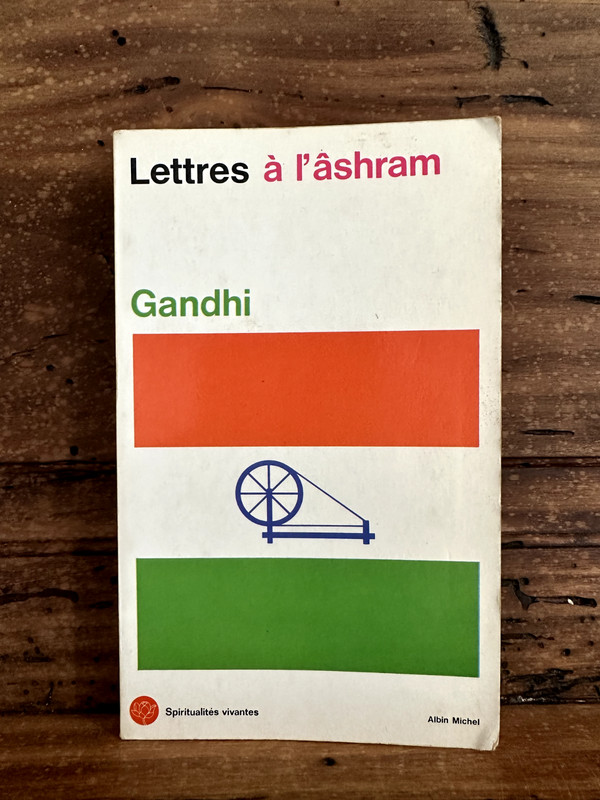 Lettres à l'âshram
Gandhi
Spiritualités vivantes
Albin Michel